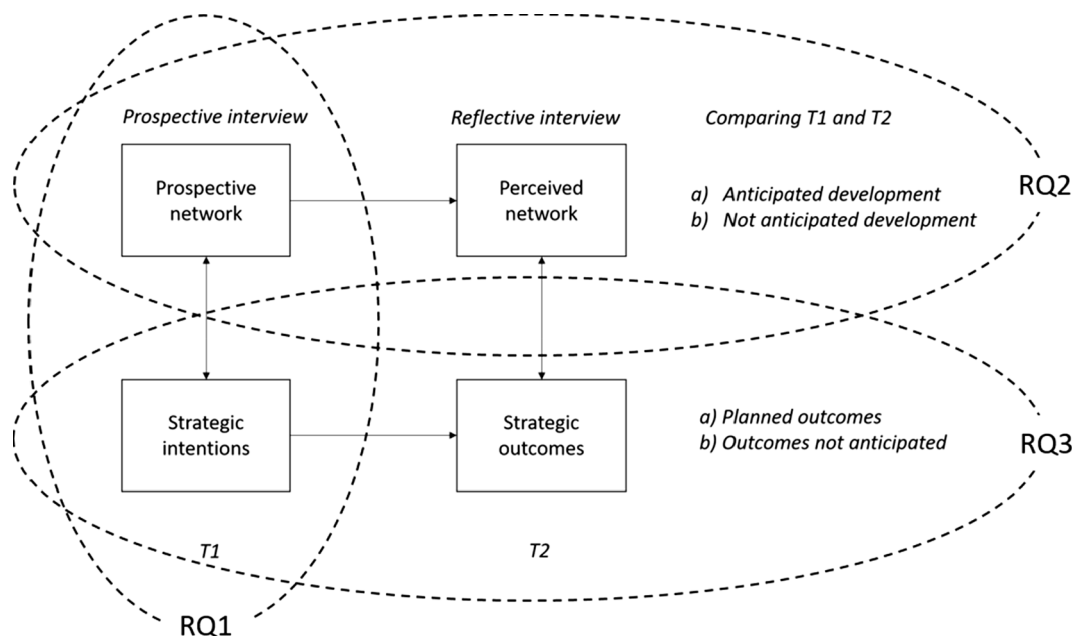 Prospective interview
Reflective interview
Comparing T1 and T2
Prospective
network
Perceived
network
a) Anticipated development
b) Not anticipated development
RQ2
Strategic
intentions
Strategic
outcomes
a) Planned outcomes
b) Outcomes not anticipated
RQ3
T1
T2
RQ1